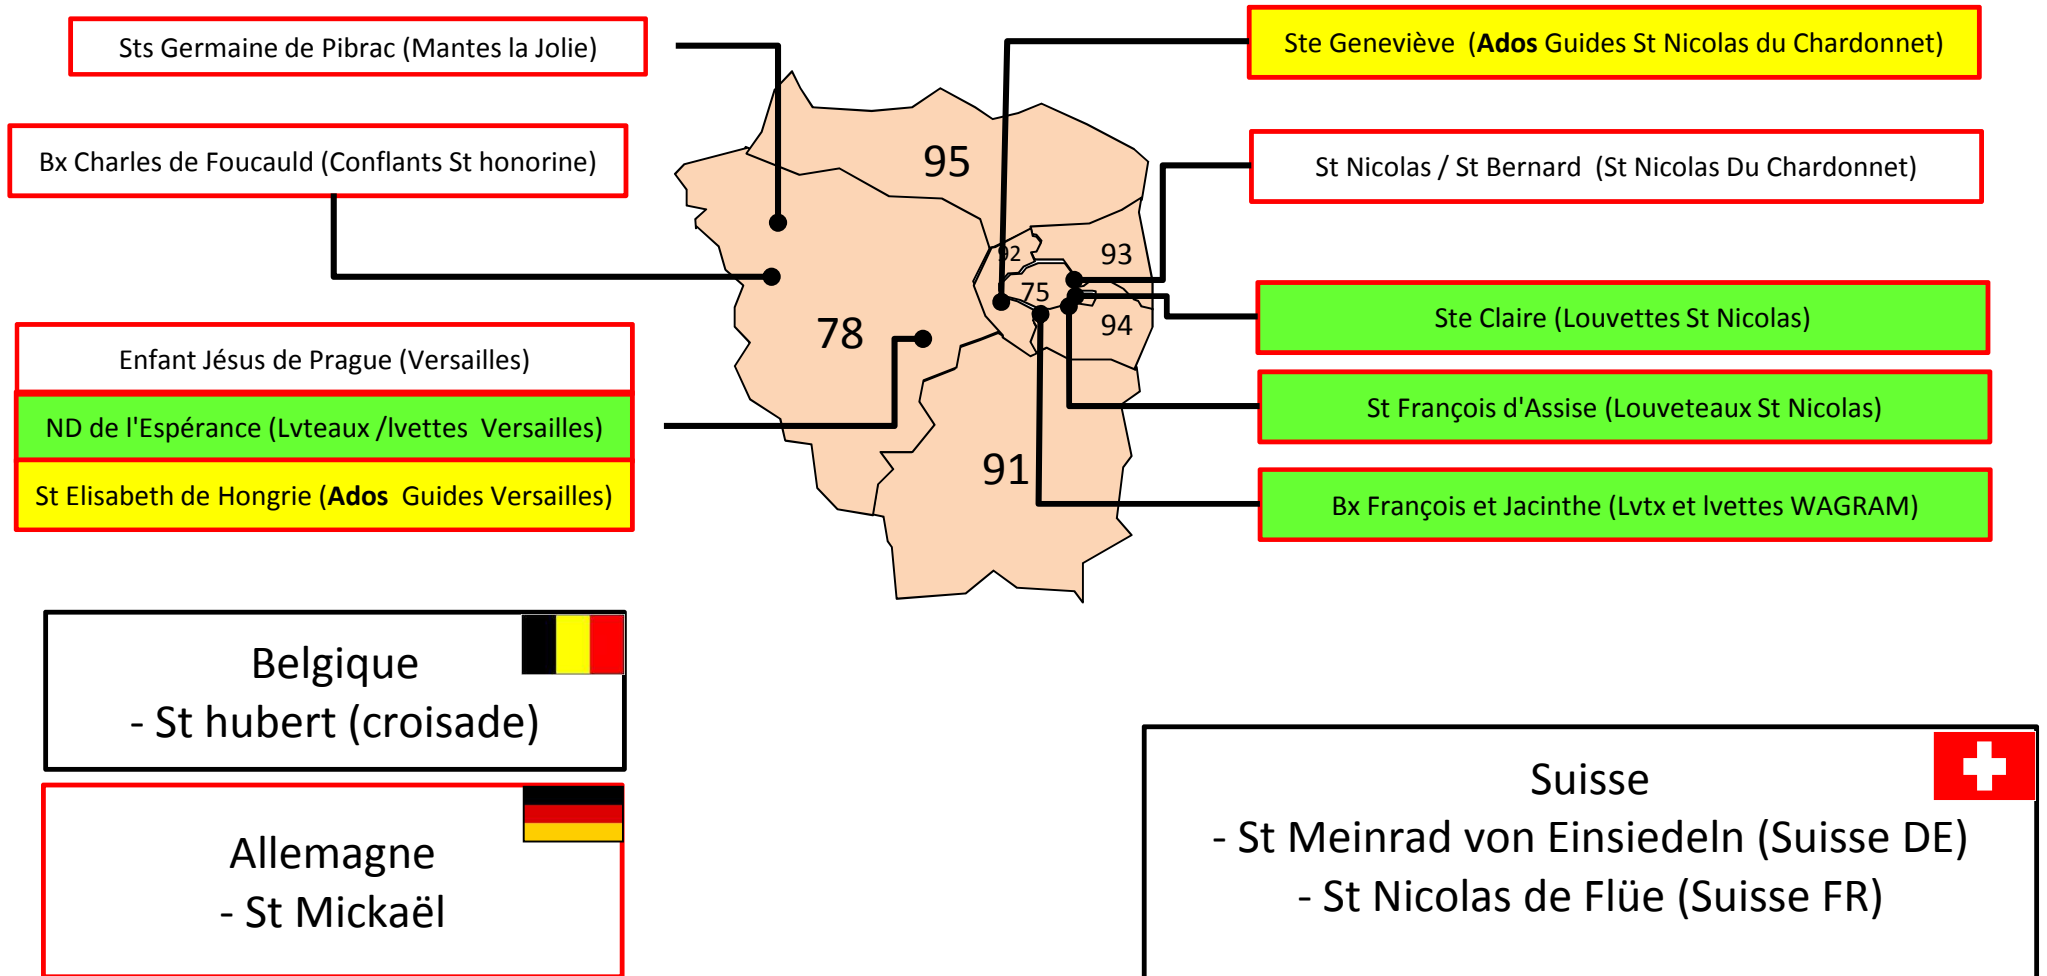 Sts Germaine de Pibrac (Mantes la Jolie)
Bx Charles de Foucauld (Conflants St honorine)
Enfant Jésus de Prague (Versailles)
ND de l'Espérance (Lvteaux /lvettes  Versailles)
St Elisabeth de Hongrie (Ados  Guides Versailles)
95
92
93
75
78
94
91
Ste Geneviève  (Ados Guides St Nicolas du Chardonnet)
St Nicolas / St Bernard  (St Nicolas Du Chardonnet)
Ste Claire (Louvettes St Nicolas)
St François d'Assise (Louveteaux St Nicolas)
Bx François et Jacinthe (Lvtx et lvettes WAGRAM)
Belgique
- St hubert (croisade)
Allemagne
- St Mickaël
Suisse
- St Meinrad von Einsiedeln (Suisse DE)
- St Nicolas de Flüe (Suisse FR)